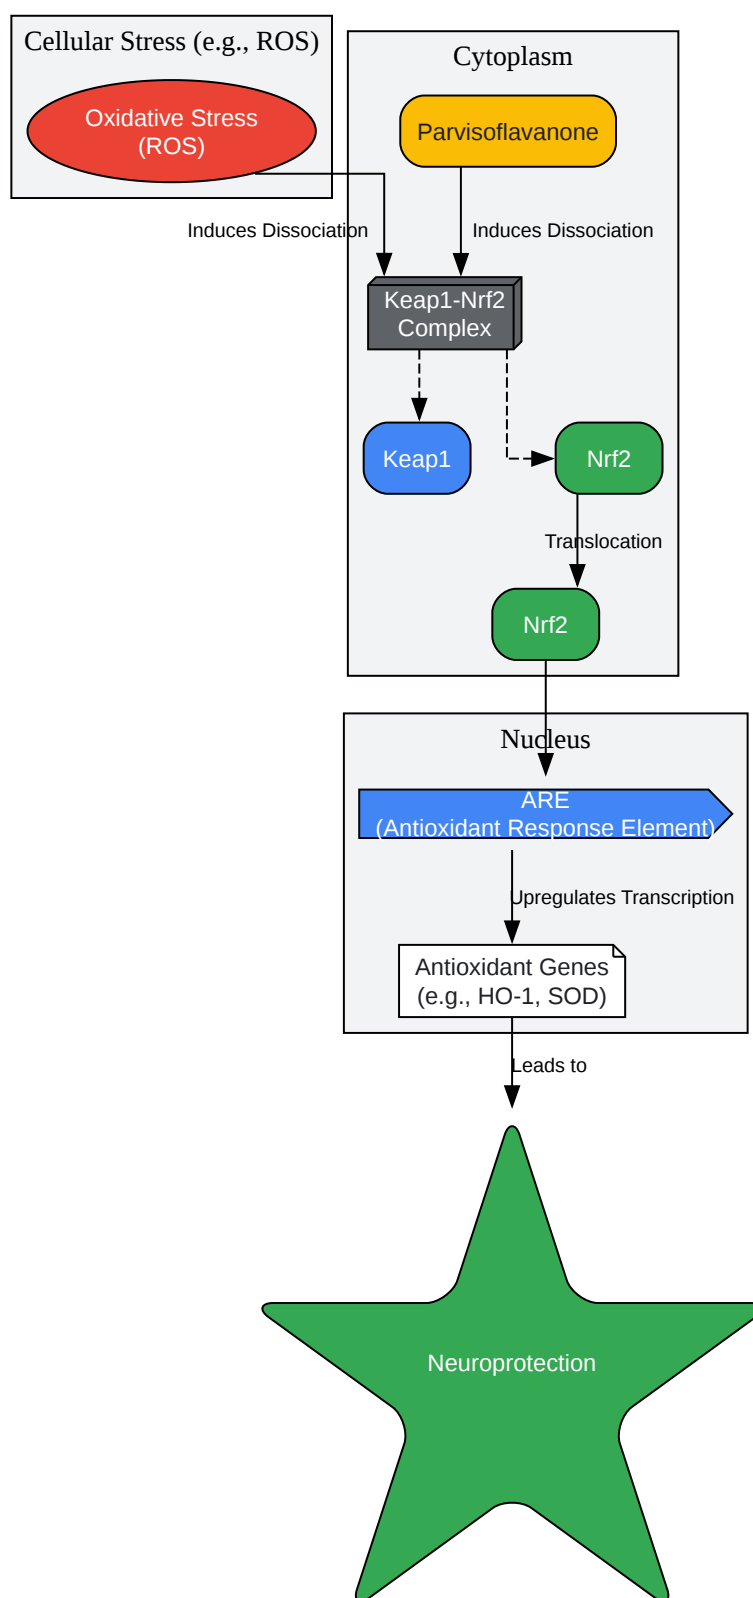 Cellular Stress (e.g., ROS)
Oxidative Stress
(ROS)
Cytoplasm
Parvisoflavanone
Induces Dissociation
Induces Dissociation
Keap1-Nrf2
Complex
Keap1
Nrf2
Translocation
Nrf2
Nucleus
ARE
(Antioxidant Response Element)
Upregulates Transcription
Antioxidant Genes
(e.g., HO-1, SOD)
Leads to
Neuroprotection